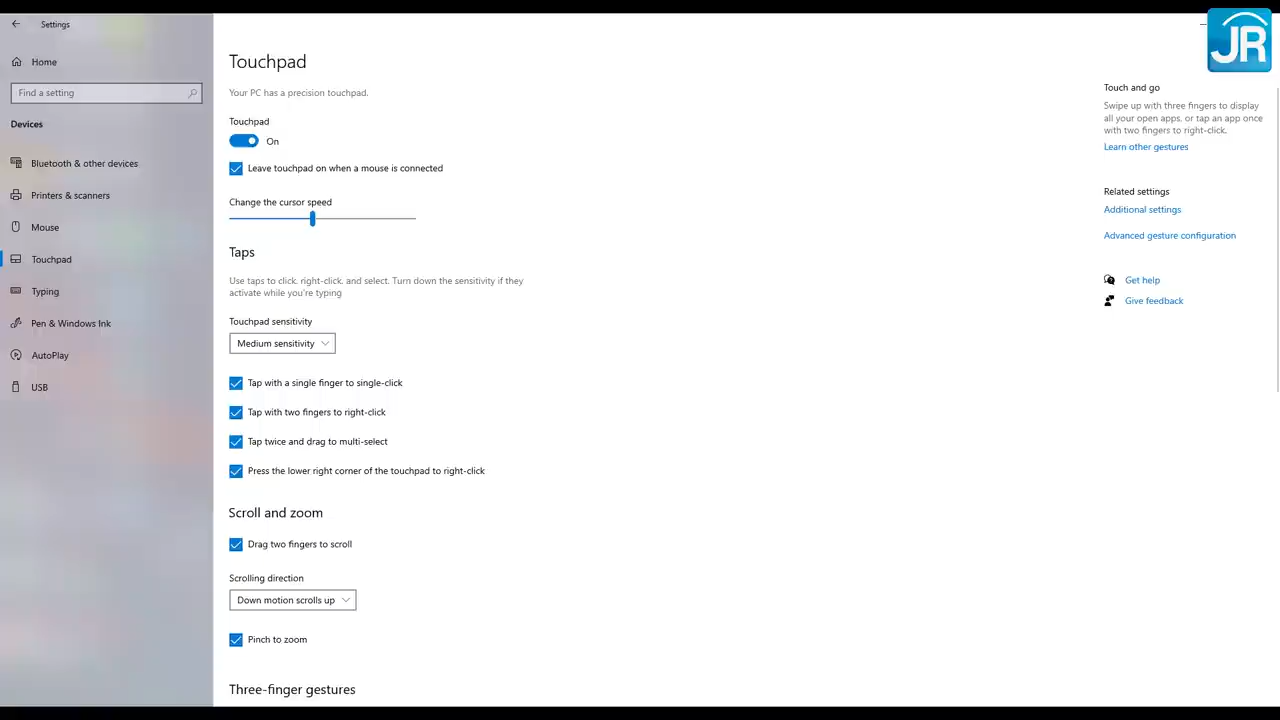 Settings
JR
Home
Find a setting
Devices
Bluetooth & other devices
Printers & scanners
Mouse
Touchpad
Typing
Pen & Windows Ink
AutoPlay
USB
Touchpad
Your PC has a precision touchpad.
Touchpad
On
Leave touchpad on when a mouse is connected
Change the cursor speed
Taps
Use taps to click, right-click, and select. Turn down the sensitivity if they
activate while you're typing
Touchpad sensitivity
Medium sensitivity
Tap with a single finger to single-click
Tap with two fingers to right-click
Tap twice and drag to multi-select
Press the lower right corner of the touchpad to right-click
Scroll and zoom
Drag two fingers to scroll
Scrolling direction
Down motion scrolls up
Pinch to zoom
Three-finger gestures
Touch and go
Swipe up with three fingers to display
all your open apps, or tap an app once
with two fingers to right-click.
Learn other gestures
Related settings
Additional settings
Advanced gesture configuration
Get help
Give feedback